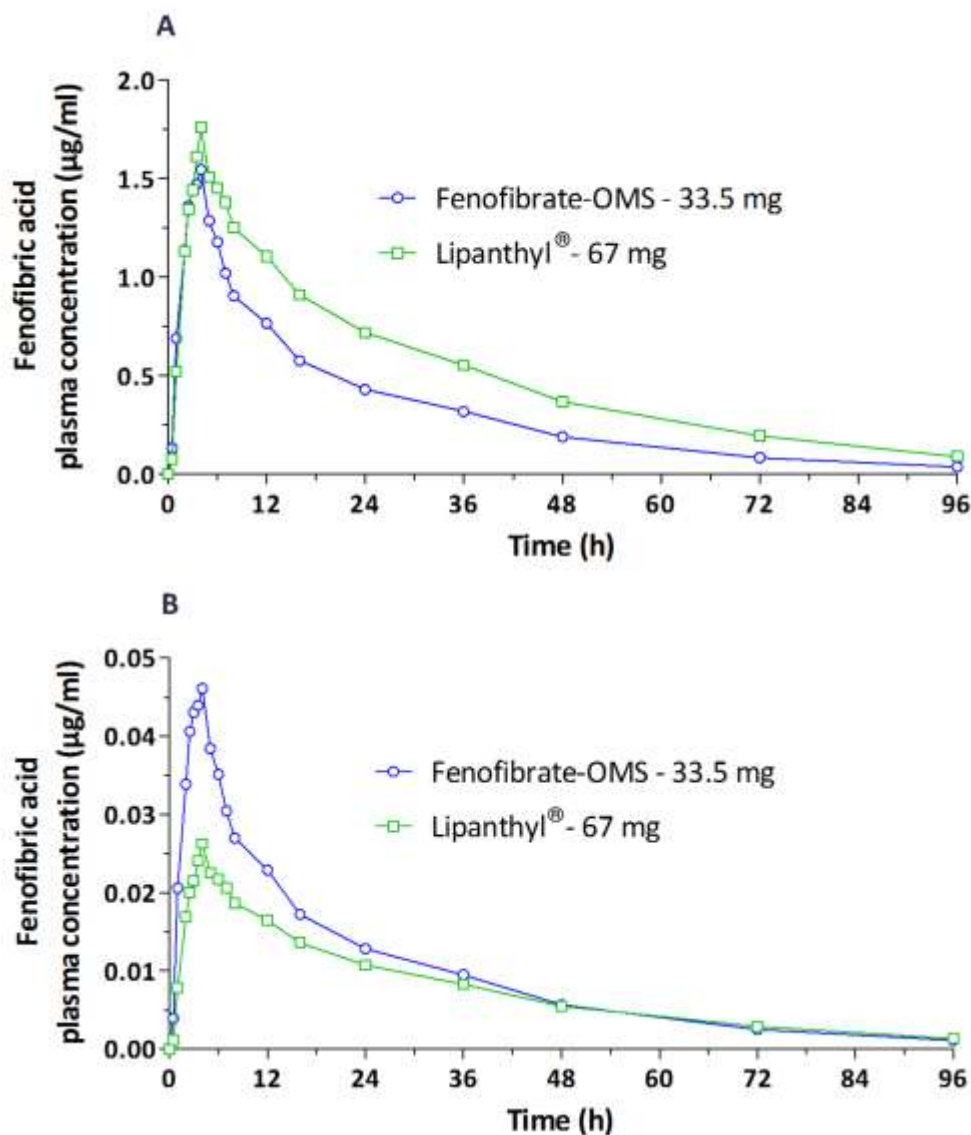 A
Fenofibric acid
plasma concentration (µg/ml)
2.0
1.5
1.0
0.5
0.0
Fenofibrate-OMS - 33.5 mg
Lipanthyl®- 67 mg
0 12 24 36 48 60 72 84 96
Time (h)
B
Fenofibric acid
plasma concentration (µg/ml)
0.05
0.04
0.03
0.02
0.01
0.00
Fenofibrate-OMS - 33.5 mg
Lipanthyl®- 67 mg
0 12 24 36 48 60 72 84 96
Time (h)